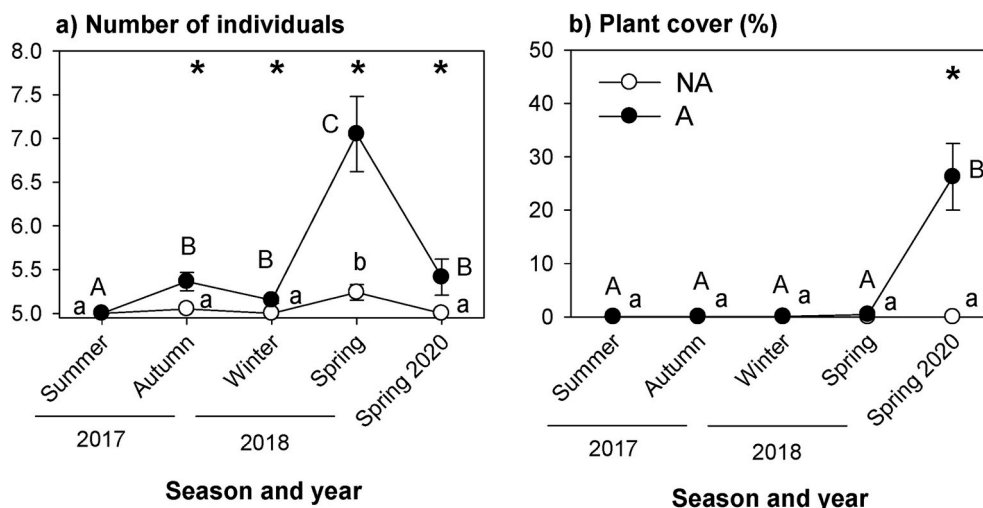 a) Number of individuals
8.0
7.5
7.0
6.5
6.0
5.5
5.0
* * * *
C
A B B b B
a a a a
Summer Autumn Winter Spring Spring 2020
2017 2018
Season and year
b) Plant cover (%)
50
40
30
20
10
0
NA
A
*
B
A A A A
a a a a a
Summer Autumn Winter Spring Spring 2020
2017 2018
Season and year